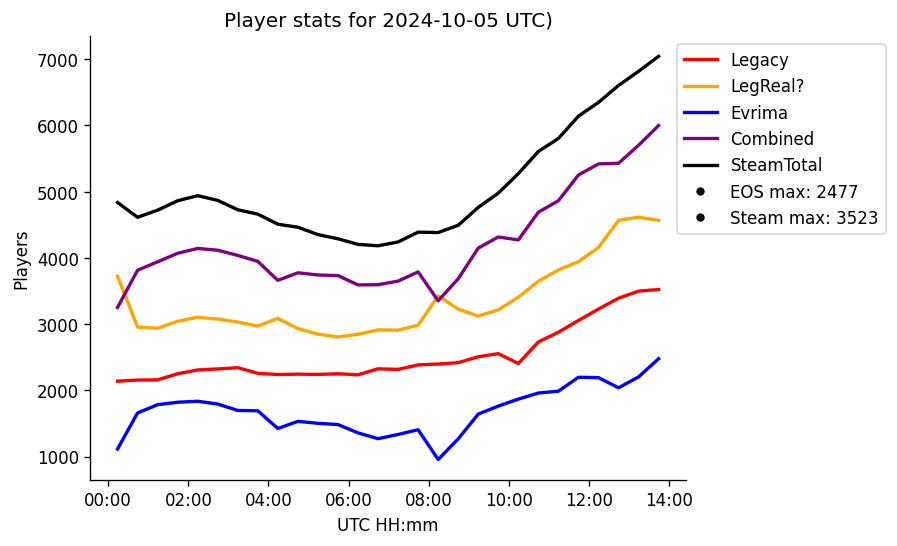 Player stats for 2024-10-05 UTC)
Players
7000
6000
5000
4000
3000
2000
1000
00:00 02:00 04:00 06:00 08:00 10:00 12:00 14:00
UTC HH:mm
Legacy
LegReal?
Evrima
Combined
SteamTotal
EOS max: 2477
Steam max: 3523